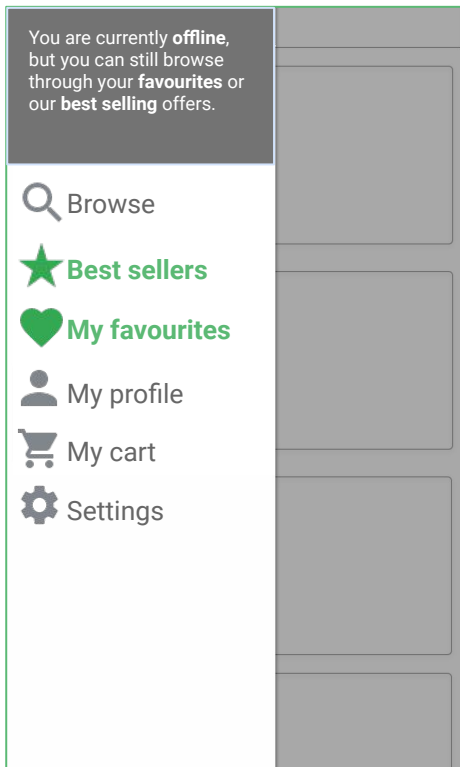 You are currently offline,
but you can still browse
through your favourites or
our best selling offers.
Browse
Best sellers
My favourites
My profile
My cart
Settings